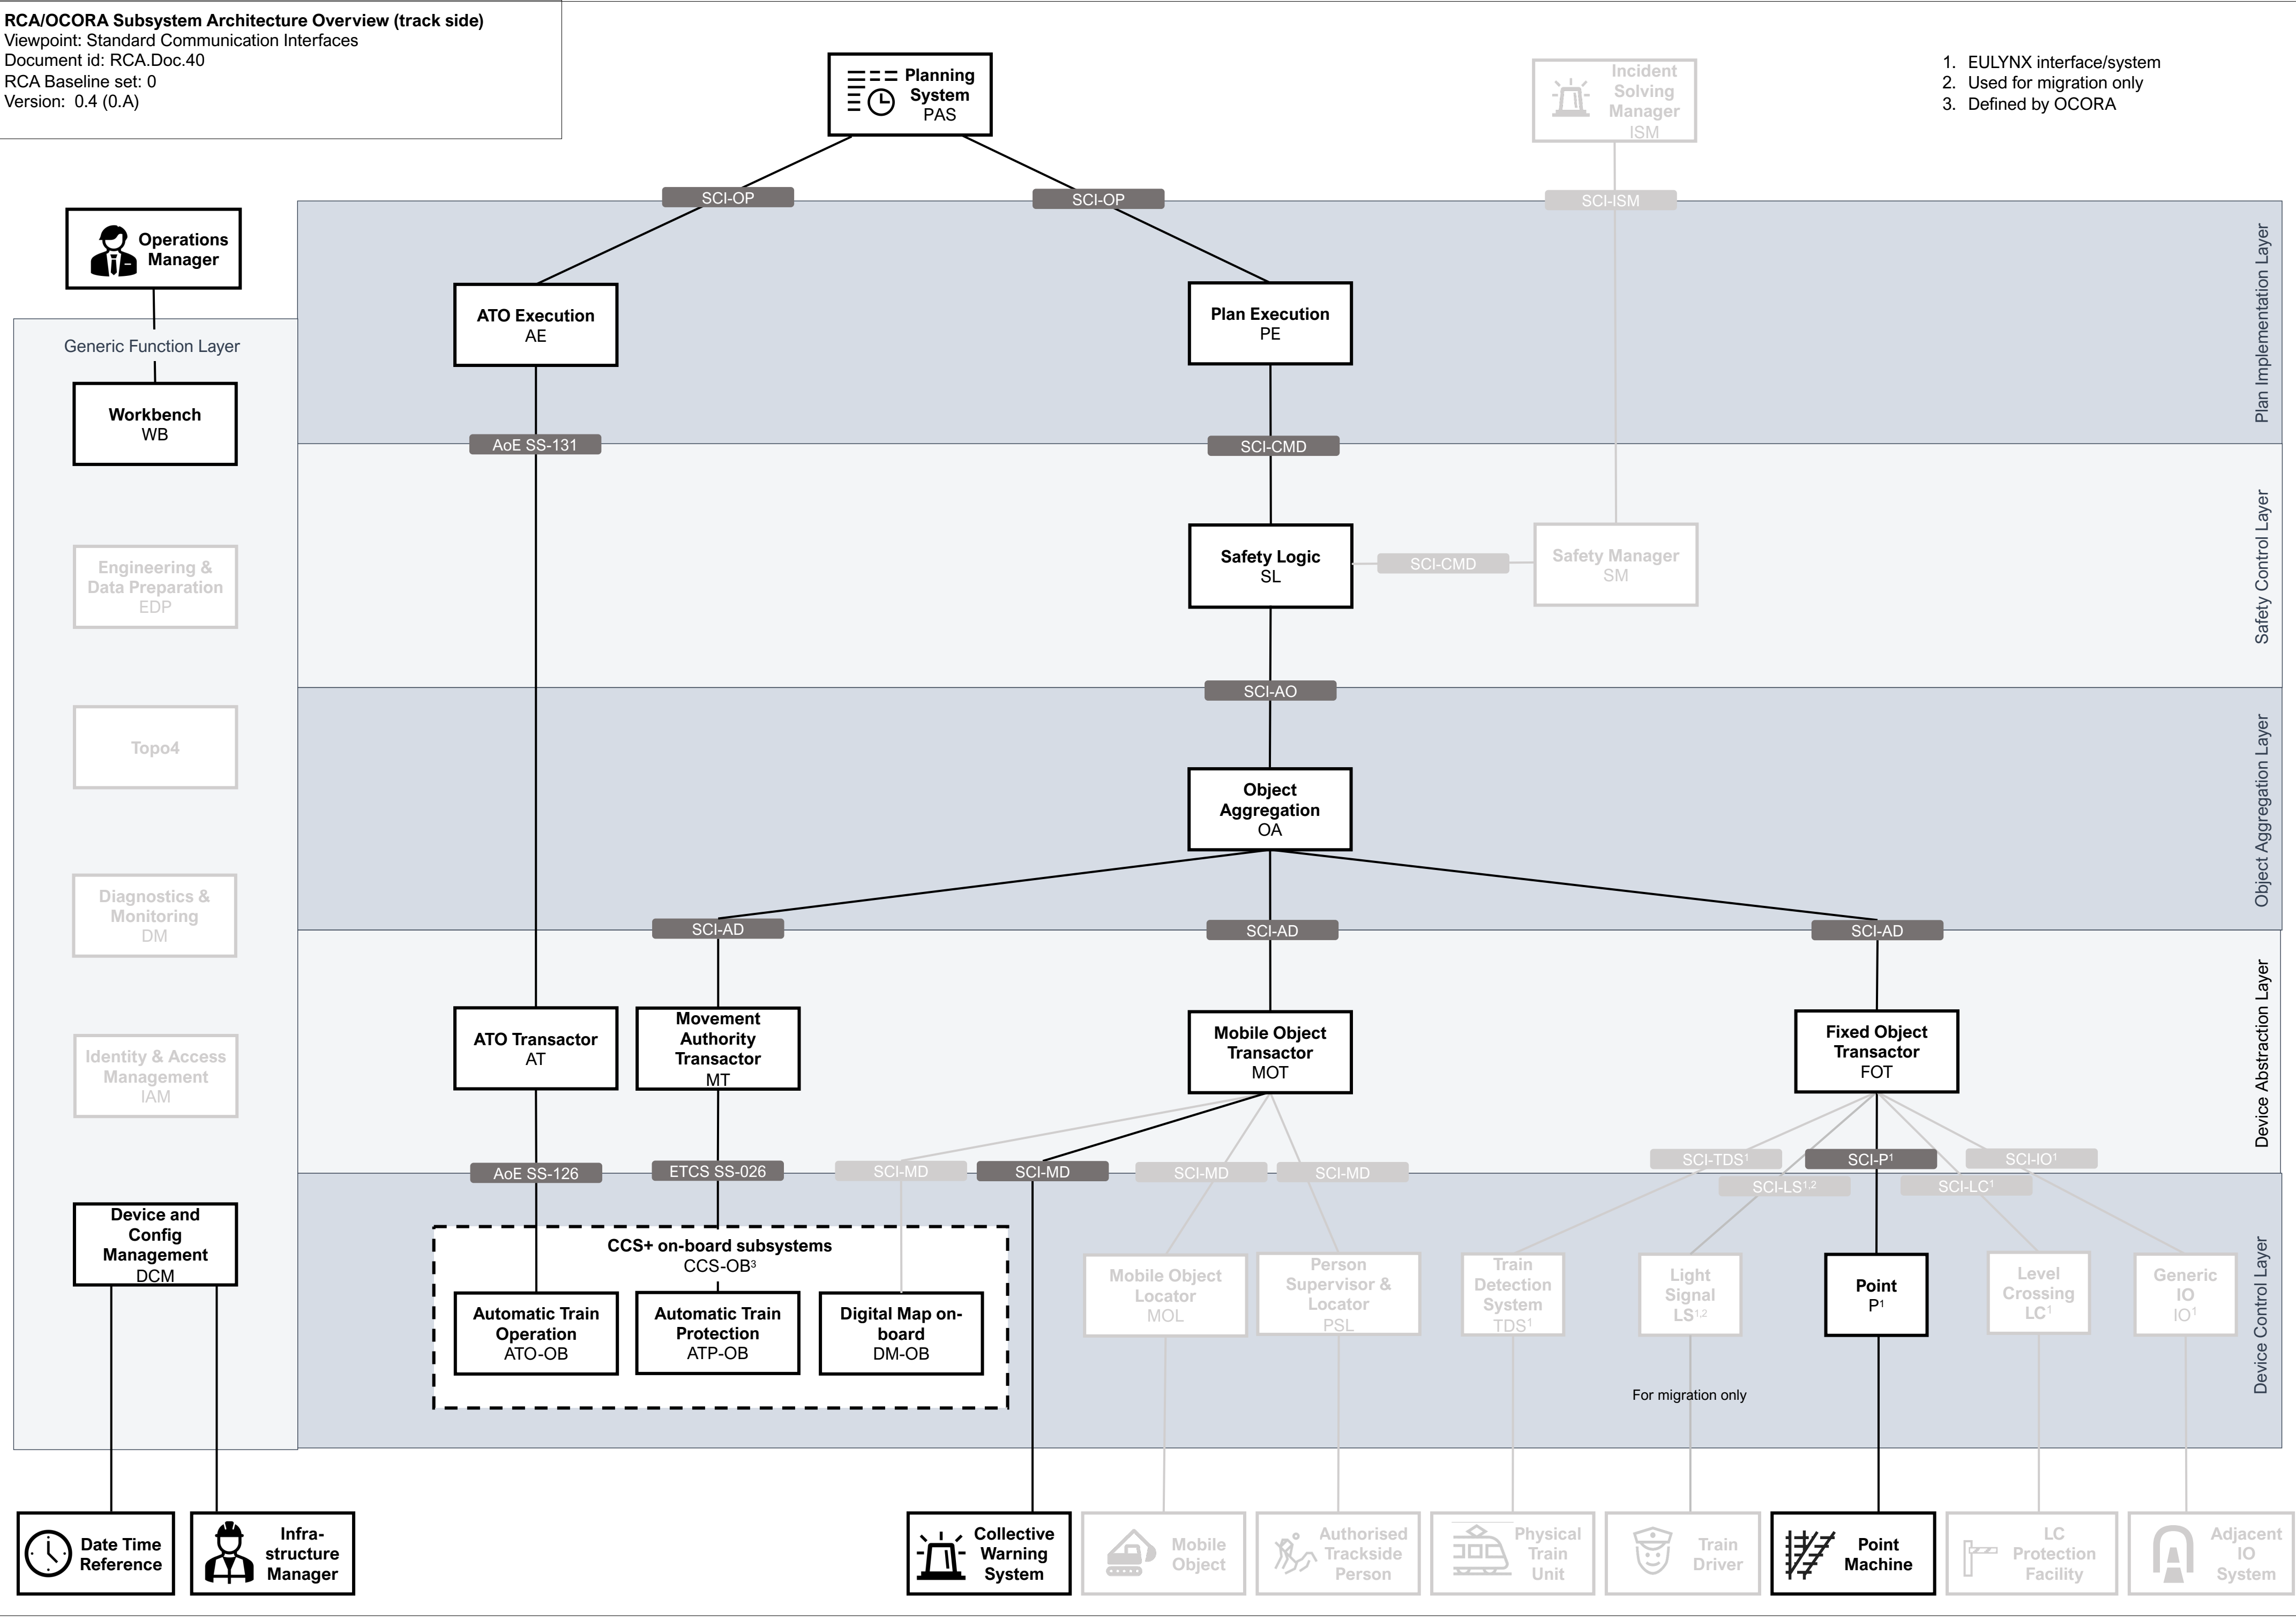 RCA/OCORA Subsystem Architecture Overview (track side)
Viewpoint: Standard Communication Interfaces
Document id: RCA.Doc.40
RCA Baseline set: 0
Version: 0.4 (0.A)
Planning
System
PAS
Incident
Solving
Manager
ISM
1. EULYNX interface/system
2. Used for migration only
3. Defined by OCORA
SCI-OP
SCI-OP
SCI-ISM
Operations
Manager
Generic Function Layer
ATO Execution
AE
Plan Execution
PE
Plan Implementation Layer
Workbench
WB
AoE SS-131
SCI-CMD
Engineering &
Data Preparation
EDP
Safety Logic
SL
SCI-CMD
Safety Manager
SM
Safety Control Layer
SCI-AO
Topo4
Object
Aggregation
OA
Object Aggregation Layer
Diagnostics &
Monitoring
DM
SCI-AD
SCI-AD
SCI-AD
Identity & Access
Management
IAM
ATO Transactor
AT
Movement
Authority
Transactor
MT
Mobile Object
Transactor
MOT
Fixed Object
Transactor
FOT
Device Abstraction Layer
AoE SS-126
ETCS SS-026
SCI-MD
SCI-MD
SCI-MD
SCI-MD
SCI-TDS¹
SCI-P¹
SCI-IO¹
SCI-LS¹,²
SCI-LC¹
Device and
Config
Management
DCM
CCS+ on-board subsystems
CCS-OB³
Automatic Train
Operation
ATO-OB
Automatic Train
Protection
ATP-OB
Digital Map on-
board
DM-OB
Mobile Object
Locator
MOL
Person
Supervisor &
Locator
PSL
Train
Detection
System
TDS¹
Light
Signal
LS¹,²
Point
P¹
Level
Crossing
LC¹
Generic
IO
IO¹
Device Control Layer
For migration only
Date Time
Reference
Infra-
structure
Manager
Collective
Warning
System
Mobile
Object
Authorised
Trackside
Person
Physical
Train
Unit
Train
Driver
Point
Machine
LC
Protection
Facility
Adjacent
IO
System